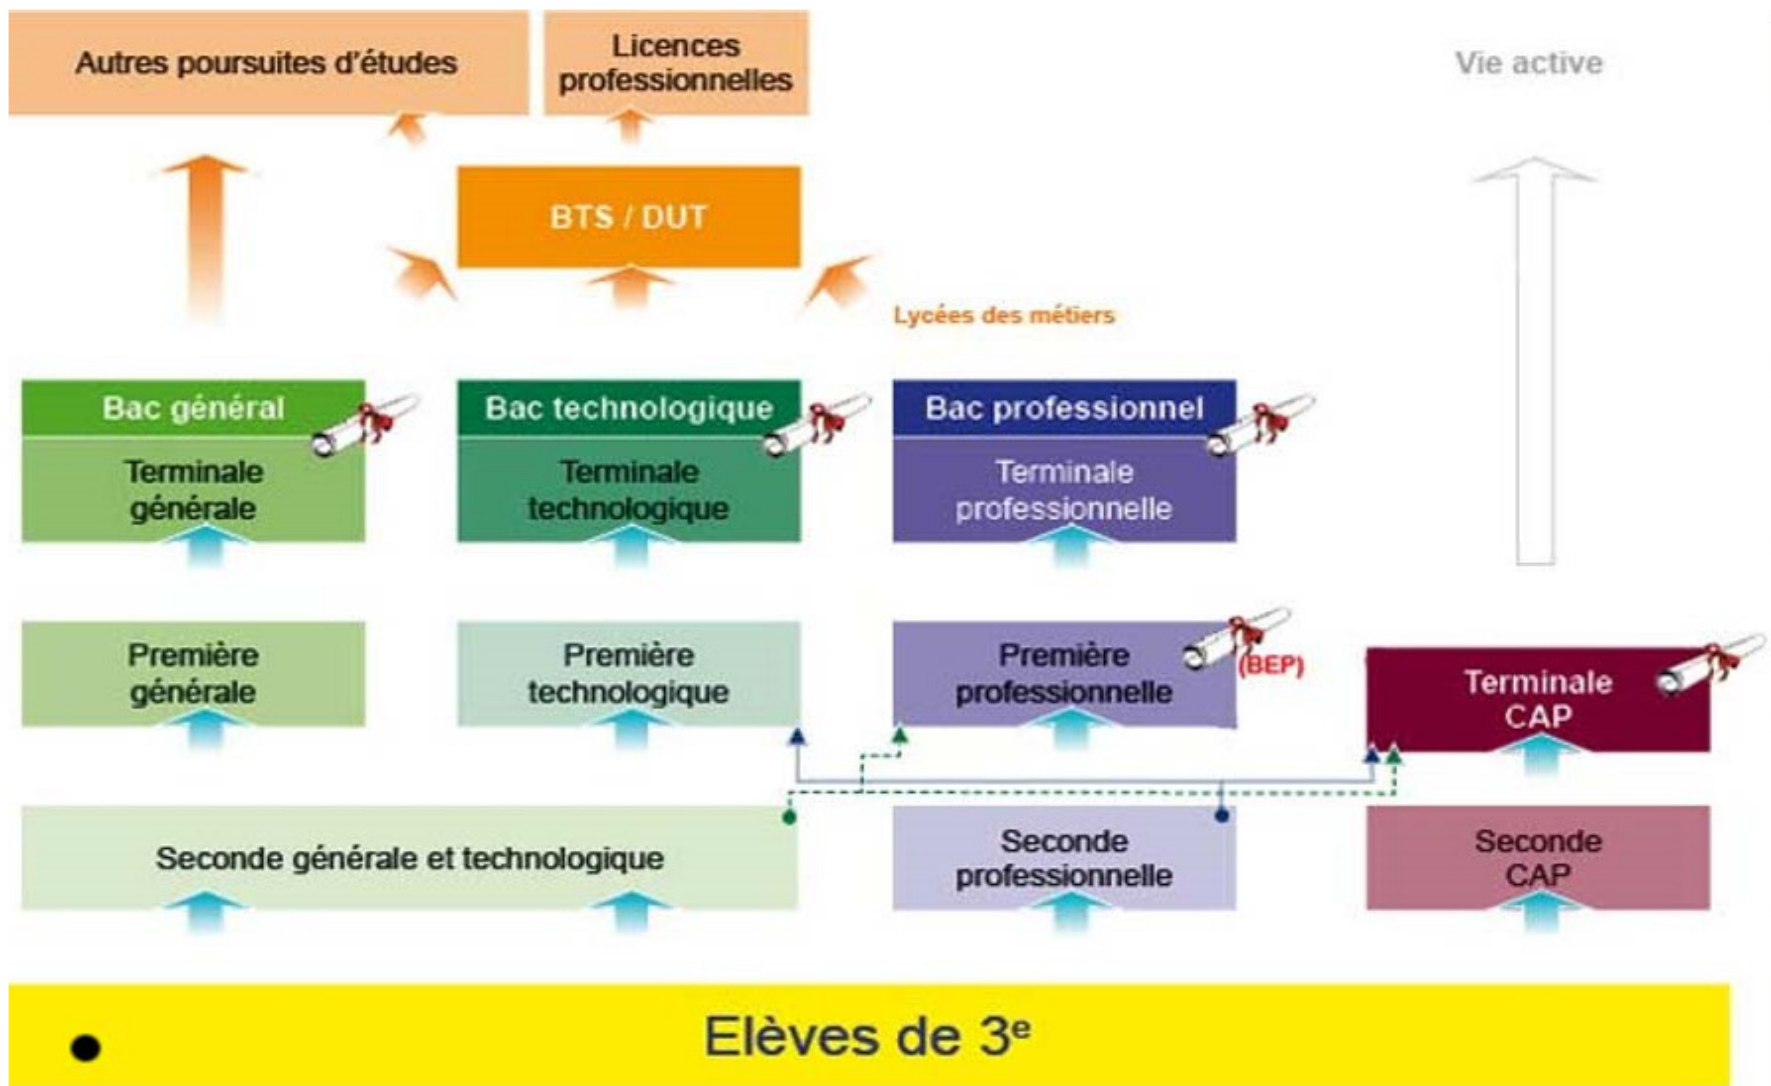 Autres poursuites d'études
Licences
professionnelles
Vie active
BTS / DUT
Lycées des métiers
Bac général
Bac technologique
Bac professionnel
Terminale
générale
Terminale
technologique
Terminale
professionnelle
Première
générale
Première
technologique
Première
professionnelle
(BEP)
Terminale
CAP
Seconde générale et technologique
Seconde
professionnelle
Seconde
CAP
Elèves de 3e